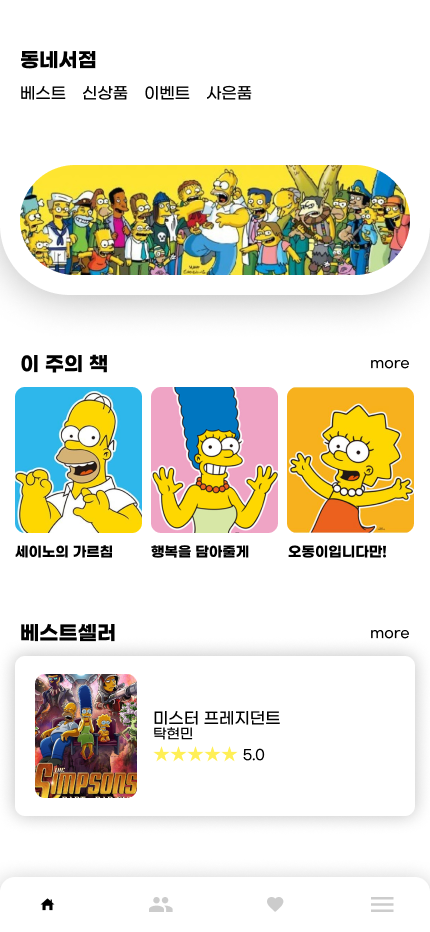 동네서점
베스트 신상품 이벤트 사은품
이 주의 책 more
세이노의 가르침 행복을 담아줄게 오동이입니다만!
베스트셀러 more
미스터 프레지던트
탁현민
★★★★★ 5.0
THE
SIMPSONS